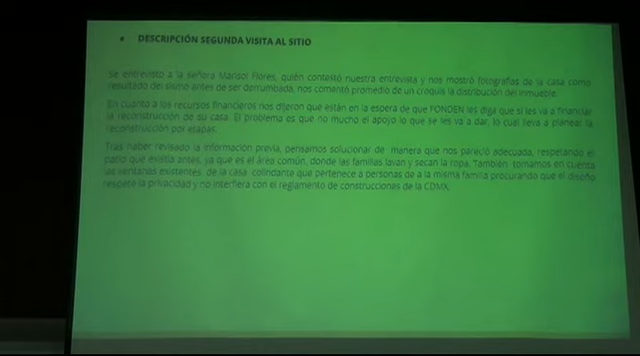 • DESCRIPCIÓN SEGUNDA VISITA AL SITIO
Se entrevisto a la señora Marisol Flores, quién contestó nuestra entrevista y nos mostró fotografías de la casa como
resultado del sismo antes de ser derrumbada, nos comentó promedio de un croquis la distribución del inmueble.
En cuanto a los recursos financieros nos dijeron que están en la espera de que FONDEN les diga que si les va a financiar
la reconstrucción de su casa. El problema es que no mucho el apoyo lo que se les va a dar, lo cual lleva a planear la
reconstrucción por etapas.
Tras haber revisado la información previa, pensamos solucionar de manera que nos pareció adecuada, respetando el
patio que existía antes, ya que es el área común, donde las familias lavan y secan la ropa. También tomamos en cuenta
las ventanas existentes de la casa colindante que pertenece a personas de a la misma familia procurando que el diseño
respete la privacidad y no interfiera con el reglamento de construcciones de la CDMX.